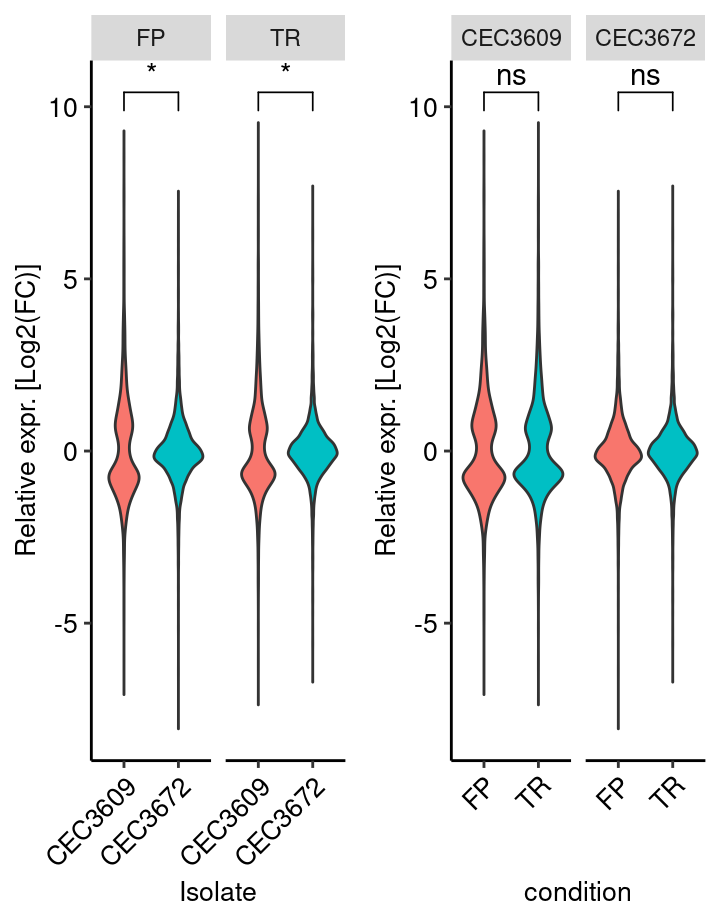 FP TR CEC3609 CEC3672
* * ns ns
10 10
5 5
0 0
-5 -5
Relative expr. [Log2(FC)] Relative expr. [Log2(FC)]
CEC3609 CEC3672 CEC3609 CEC3672 FP TR FP TR
Isolate condition